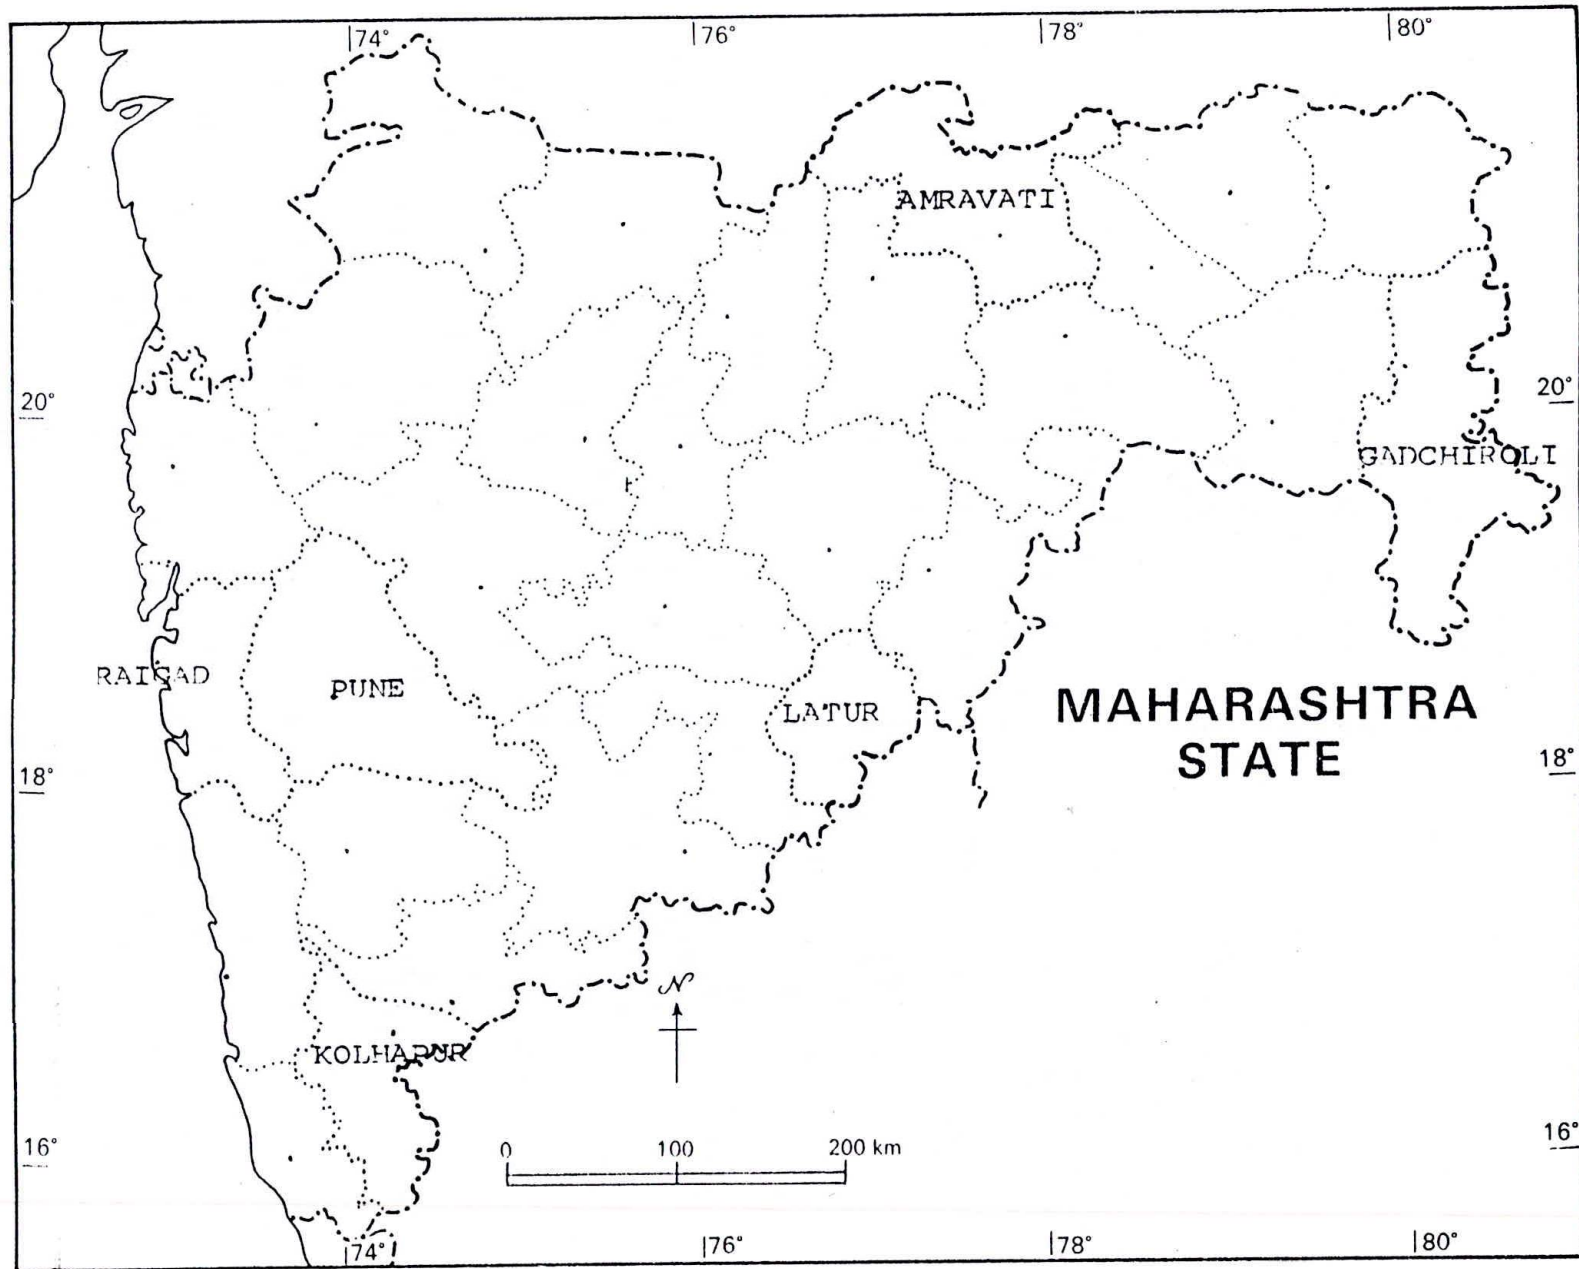 74° 76° 78° 80°
AMRAVATI
20° 20°
GADCHIROLI
RAIGAD PUNE LATUR
MAHARASHTRA
STATE
18° 18°
N
KOLHAPUR
0 100 200 km
16° 16°
74° 76° 78° 80°